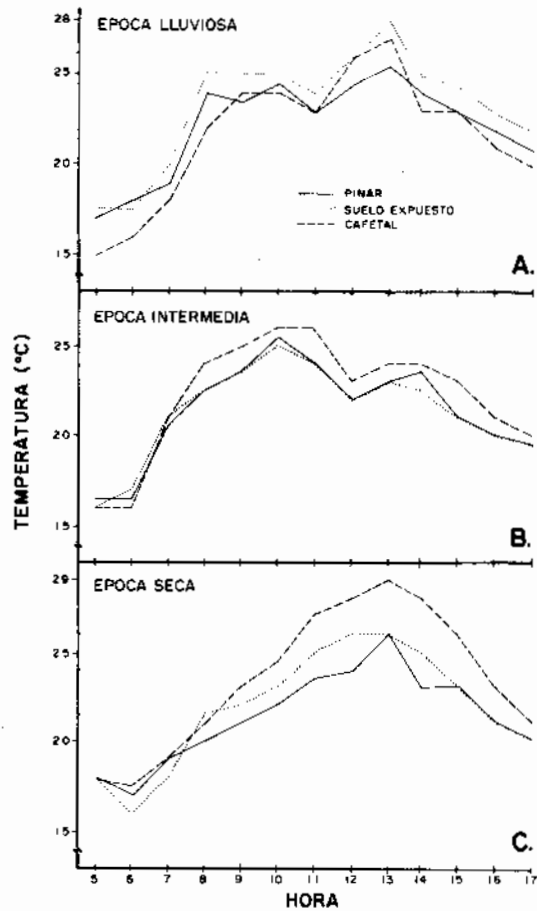 EPOCA LLUVIOSA
28
25
20
15
PINAR
SUELO EXPUESTO
CAFETAL
A.
EPOCA INTERMEDIA
25
20
15
B.
TEMPERATURA (°C)
EPOCA SECA
29
25
20
15
C.
5 6 7 8 9 10 11 12 13 14 15 16 17
HORA